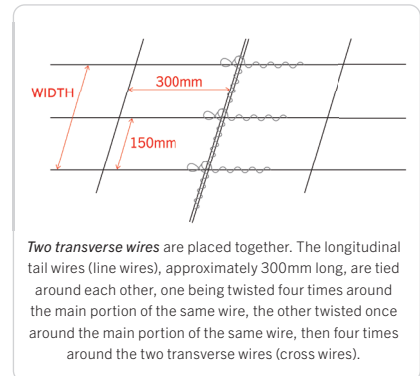 300mm
WIDTH
150mm
Two transverse wires are placed together. The longitudinal
tail wires (line wires), approximately 300mm long, are tied
around each other, one being twisted four times around
the main portion of the same wire, the other twisted once
around the main portion of the same wire, then four times
around the two transverse wires (cross wires).